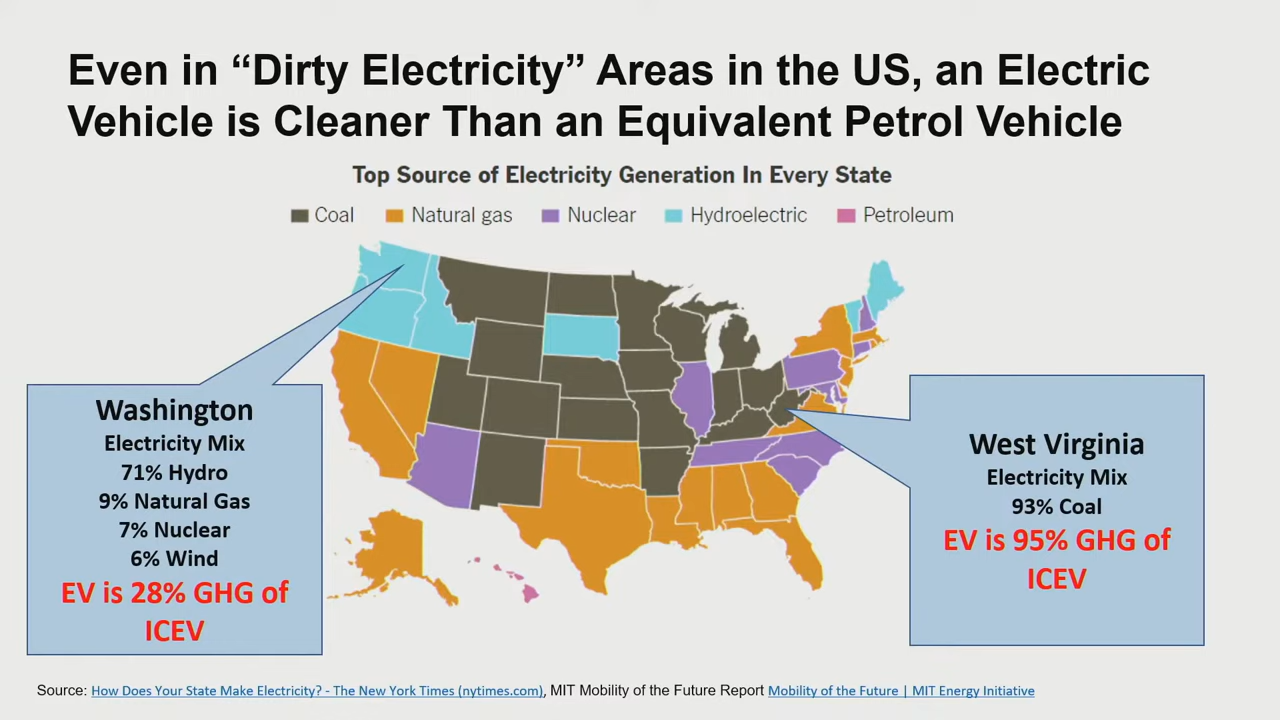 Even in “Dirty Electricity” Areas in the US, an Electric
Vehicle is Cleaner Than an Equivalent Petrol Vehicle
Top Source of Electricity Generation In Every State
Coal Natural gas Nuclear Hydroelectric Petroleum
Washington
Electricity Mix
71% Hydro
9% Natural Gas
7% Nuclear
6% Wind
EV is 28% GHG of
ICEV
West Virginia
Electricity Mix
93% Coal
EV is 95% GHG of
ICEV
Source: How Does Your State Make Electricity? - The New York Times (nytimes.com), MIT Mobility of the Future Report Mobility of the Future | MIT Energy Initiative